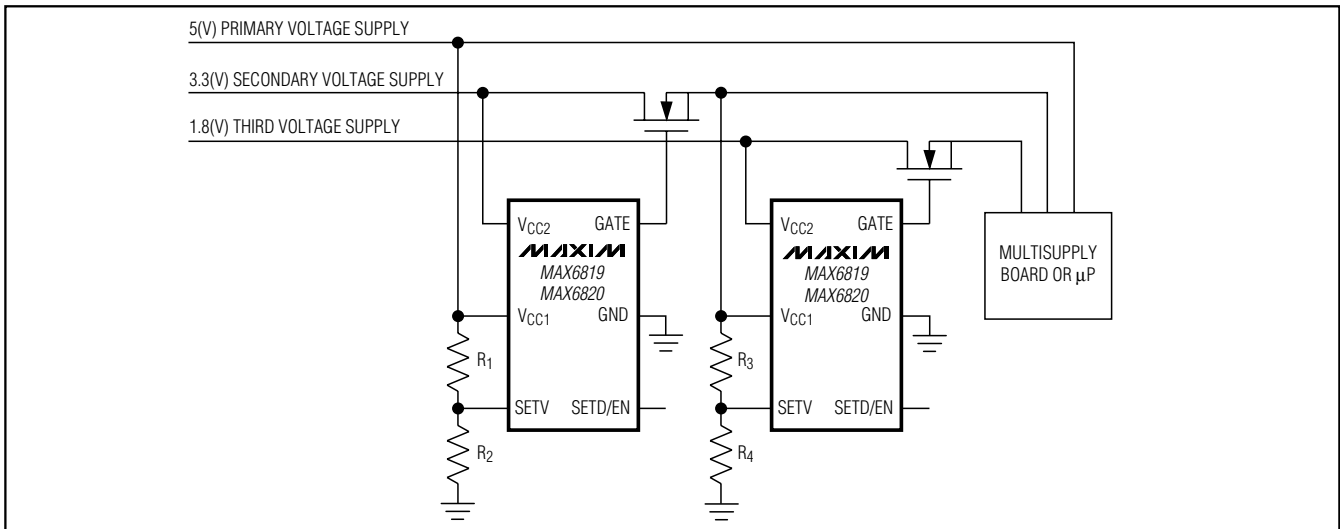 5(V) PRIMARY VOLTAGE SUPPLY
3.3(V) SECONDARY VOLTAGE SUPPLY
1.8(V) THIRD VOLTAGE SUPPLY
VCC2 GATE
MAXIM
MAX6819
MAX6820
VCC1 GND
SETV SETD/EN
R1
R2
VCC2 GATE
MAXIM
MAX6819
MAX6820
VCC1 GND
SETV SETD/EN
R3
R4
MULTISUPPLY
BOARD OR μP